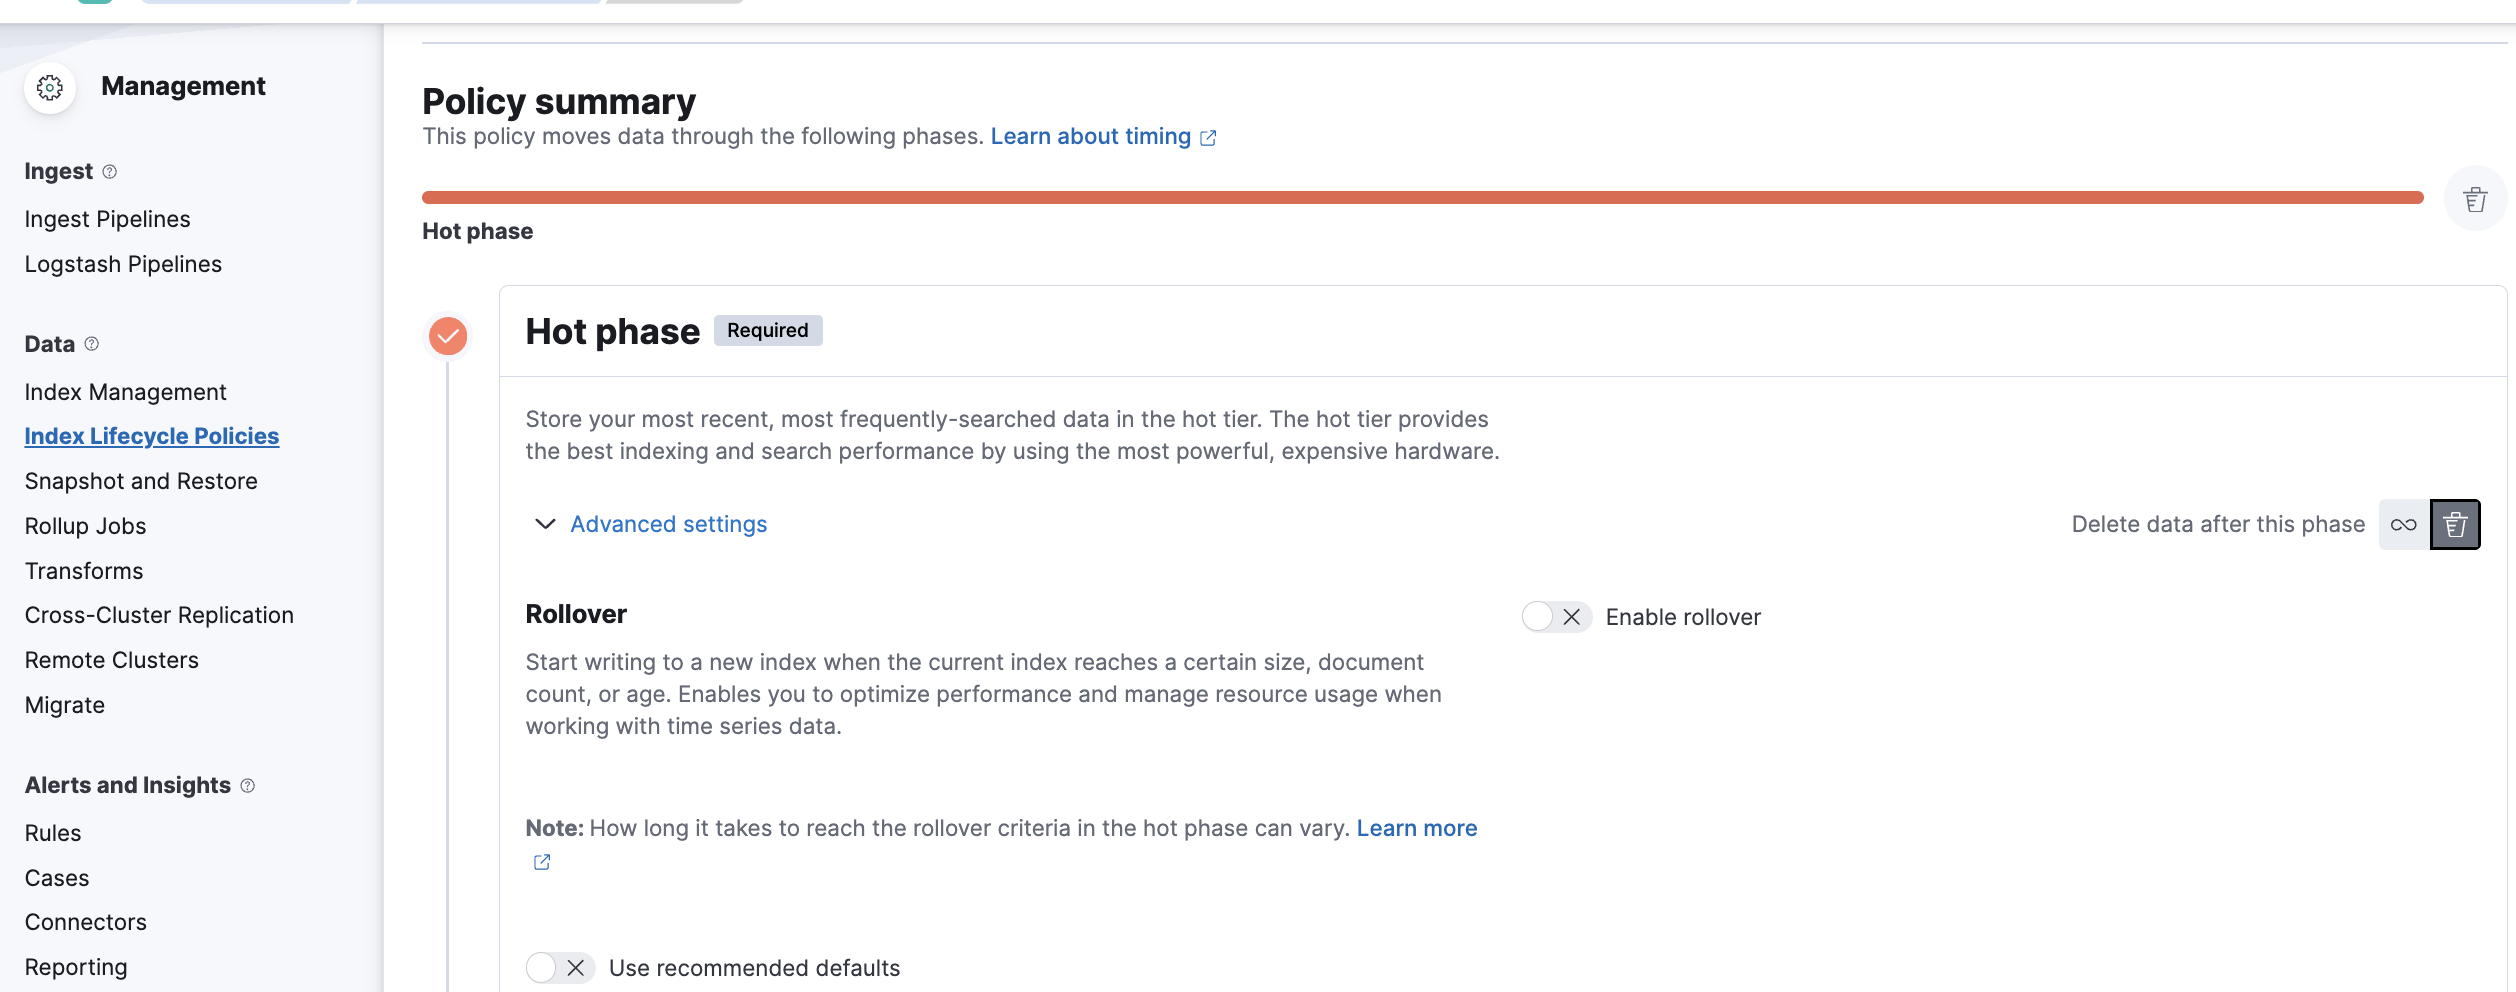 Management
Ingest
Ingest Pipelines
Logstash Pipelines
Data
Index Management
Index Lifecycle Policies
Snapshot and Restore
Rollup Jobs
Transforms
Cross-Cluster Replication
Remote Clusters
Migrate
Alerts and Insights
Rules
Cases
Connectors
Reporting
Policy summary
This policy moves data through the following phases. Learn about timing
Hot phase
Hot phase Required
Store your most recent, most frequently-searched data in the hot tier. The hot tier provides
the best indexing and search performance by using the most powerful, expensive hardware.
Advanced settings
Delete data after this phase
Rollover
Start writing to a new index when the current index reaches a certain size, document
count, or age. Enables you to optimize performance and manage resource usage when
working with time series data.
Note: How long it takes to reach the rollover criteria in the hot phase can vary. Learn more
Enable rollover
Use recommended defaults